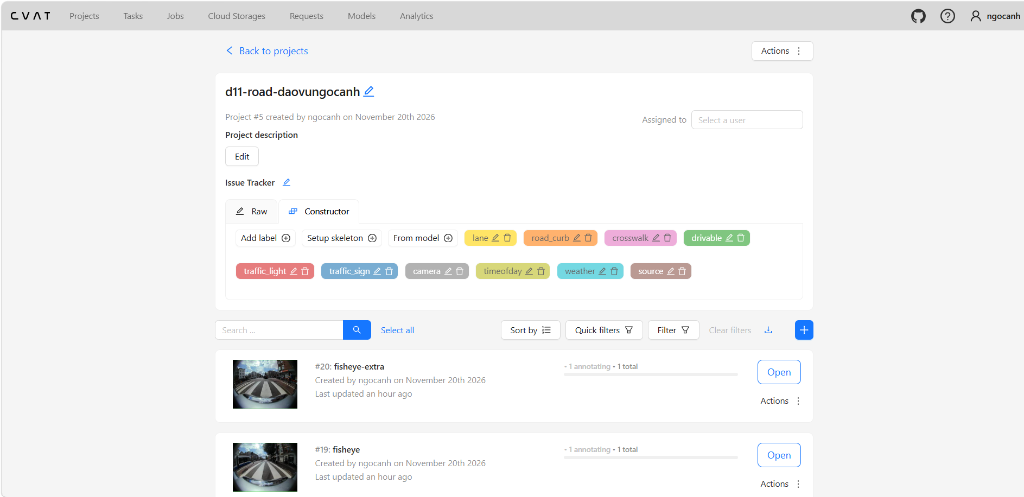 CVAT Projects Tasks Jobs Cloud Storages Requests Models Analytics ngocanh
Back to projects
Actions
d11-road-daovungocanh
Project #5 created by ngocanh on November 20th 2026
Assigned to Select a user
Project description
Edit
Issue Tracker
Raw Constructor
Add label Setup skeleton From model lane road_curb crosswalk drivable
traffic_light traffic_sign camera timeofday weather source
Search ... Select all Sort by Quick filters Filter Clear filters
#20: fisheye-extra
Created by ngocanh on November 20th 2026
Last updated an hour ago
- 1 annotating • 1 total
Open
Actions
#19: fisheye
Created by ngocanh on November 20th 2026
Last updated an hour ago
- 1 annotating • 1 total
Open
Actions